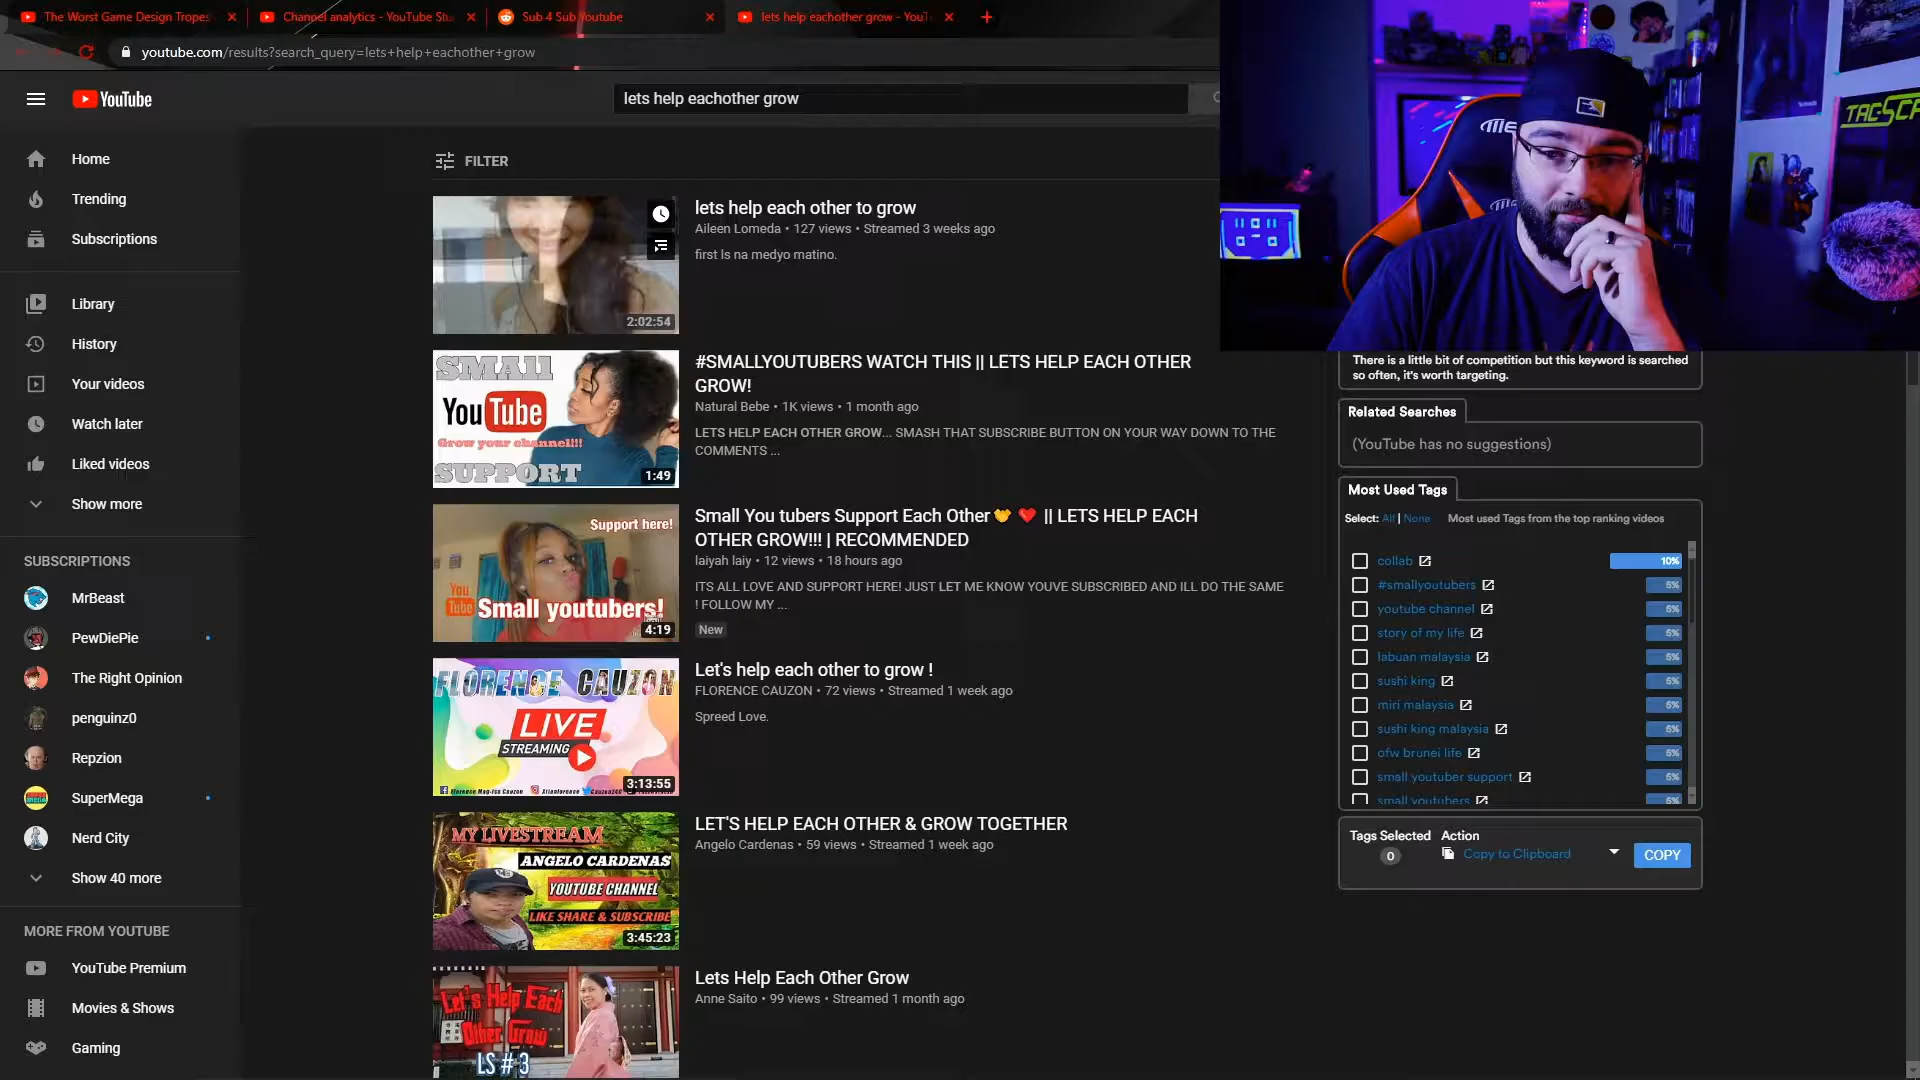 The Worst Game Design Tropes
Channel analytics - YouTube Stu
Sub 4 Sub Youtube
lets help eachother grow - YouT
youtube.com/results?search_query=lets+help+eachother+grow
YouTube
lets help eachother grow
Home
Trending
Subscriptions
Library
History
Your videos
Watch later
Liked videos
Show more
SUBSCRIPTIONS
MrBeast
PewDiePie
The Right Opinion
penguinz0
Repzion
SuperMega
Nerd City
Show 40 more
MORE FROM YOUTUBE
YouTube Premium
Movies & Shows
Gaming
FILTER
2:02:54
lets help each other to grow
Aileen Lomeda • 127 views • Streamed 3 weeks ago
first ls na medyo matino.
SMAll
YouTube
Grow your channel!!!
SUPPORT
1:49
#SMALLYOUTUBERS WATCH THIS || LETS HELP EACH OTHER
GROW!
Natural Bebe • 1K views • 1 month ago
LETS HELP EACH OTHER GROW... SMASH THAT SUBSCRIBE BUTTON ON YOUR WAY DOWN TO THE
COMMENTS ...
Support here!
You
Tube
Small youtubers!
4:19
Small You tubers Support Each Other🤝 ❤️ || LETS HELP EACH
OTHER GROW!!! | RECOMMENDED
laiyah laiy • 12 views • 18 hours ago
ITS ALL LOVE AND SUPPORT HERE! JUST LET ME KNOW YOUVE SUBSCRIBED AND ILL DO THE SAME
! FOLLOW MY ...
New
FLORENCE CAUZON
LIVE
STREAMING
3:13:55
Let's help each other to grow !
FLORENCE CAUZON • 72 views • Streamed 1 week ago
Spreed Love.
MY LIVESTREAM
ANGELO CARDENAS
YOUTUBE CHANNEL
LIKE SHARE & SUBSCRIBE
3:45:23
LET'S HELP EACH OTHER & GROW TOGETHER
Angelo Cardenas • 59 views • Streamed 1 week ago
Let's Help Each
Other Grow
LS # 3
Lets Help Each Other Grow
Anne Saito • 99 views • Streamed 1 month ago
There is a little bit of competition but this keyword is searched
so often, it's worth targeting.
Related Searches
(YouTube has no suggestions)
Most Used Tags
Select: All | None
Most used Tags from the top ranking videos
collab 10%
#smallyoutubers 5%
youtube channel 5%
story of my life 5%
labuan malaysia 5%
sushi king 5%
miri malaysia 5%
sushi king malaysia 5%
ofw brunei life 5%
small youtuber support 5%
small youtubers 5%
Tags Selected
0
Action
Copy to Clipboard
COPY